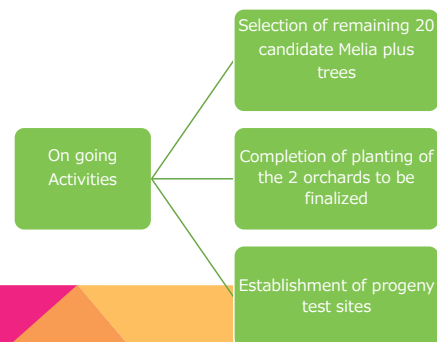 Selection of remaining 20
candidate Melia plus
trees
On going
Activities
Completion of planting of
the 2 orchards to be
finalized
Establishment of progeny
test sites